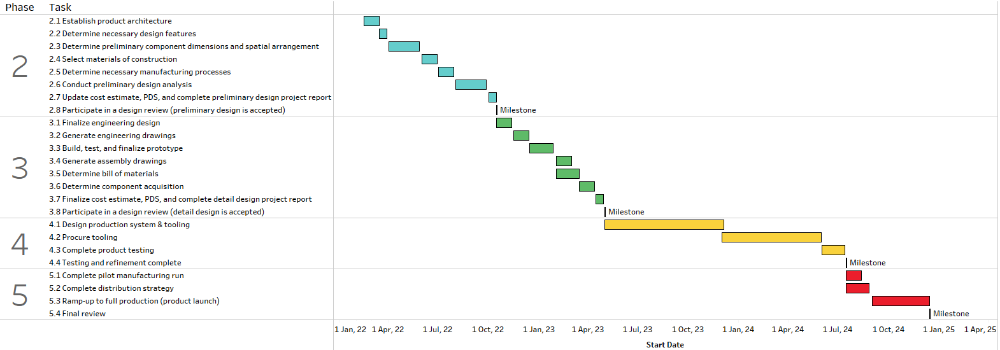 Phase Task
2
2.1 Establish product architecture
2.2 Determine necessary design features
2.3 Determine preliminary component dimensions and spatial arrangement
2.4 Select materials of construction
2.5 Determine necessary manufacturing processes
2.6 Conduct preliminary design analysis
2.7 Update cost estimate, PDS, and complete preliminary design project report
2.8 Participate in a design review (preliminary design is accepted) Milestone
3
3.1 Finalize engineering design
3.2 Generate engineering drawings
3.3 Build, test, and finalize prototype
3.4 Generate assembly drawings
3.5 Determine bill of materials
3.6 Determine component acquisition
3.7 Finalize cost estimate, PDS, and complete detail design project report
3.8 Participate in a design review (detail design is accepted) Milestone
4
4.1 Design production system & tooling
4.2 Procure tooling
4.3 Complete product testing
4.4 Testing and refinement complete Milestone
5
5.1 Complete pilot manufacturing run
5.2 Complete distribution strategy
5.3 Ramp-up to full production (product launch)
5.4 Final review Milestone
1 Jan, 22 1 Apr, 22 1 Jul, 22 1 Oct, 22 1 Jan, 23 1 Apr, 23 1 Jul, 23 1 Oct, 23 1 Jan, 24 1 Apr, 24 1 Jul, 24 1 Oct, 24 1 Jan, 25 1 Apr, 25
Start Date